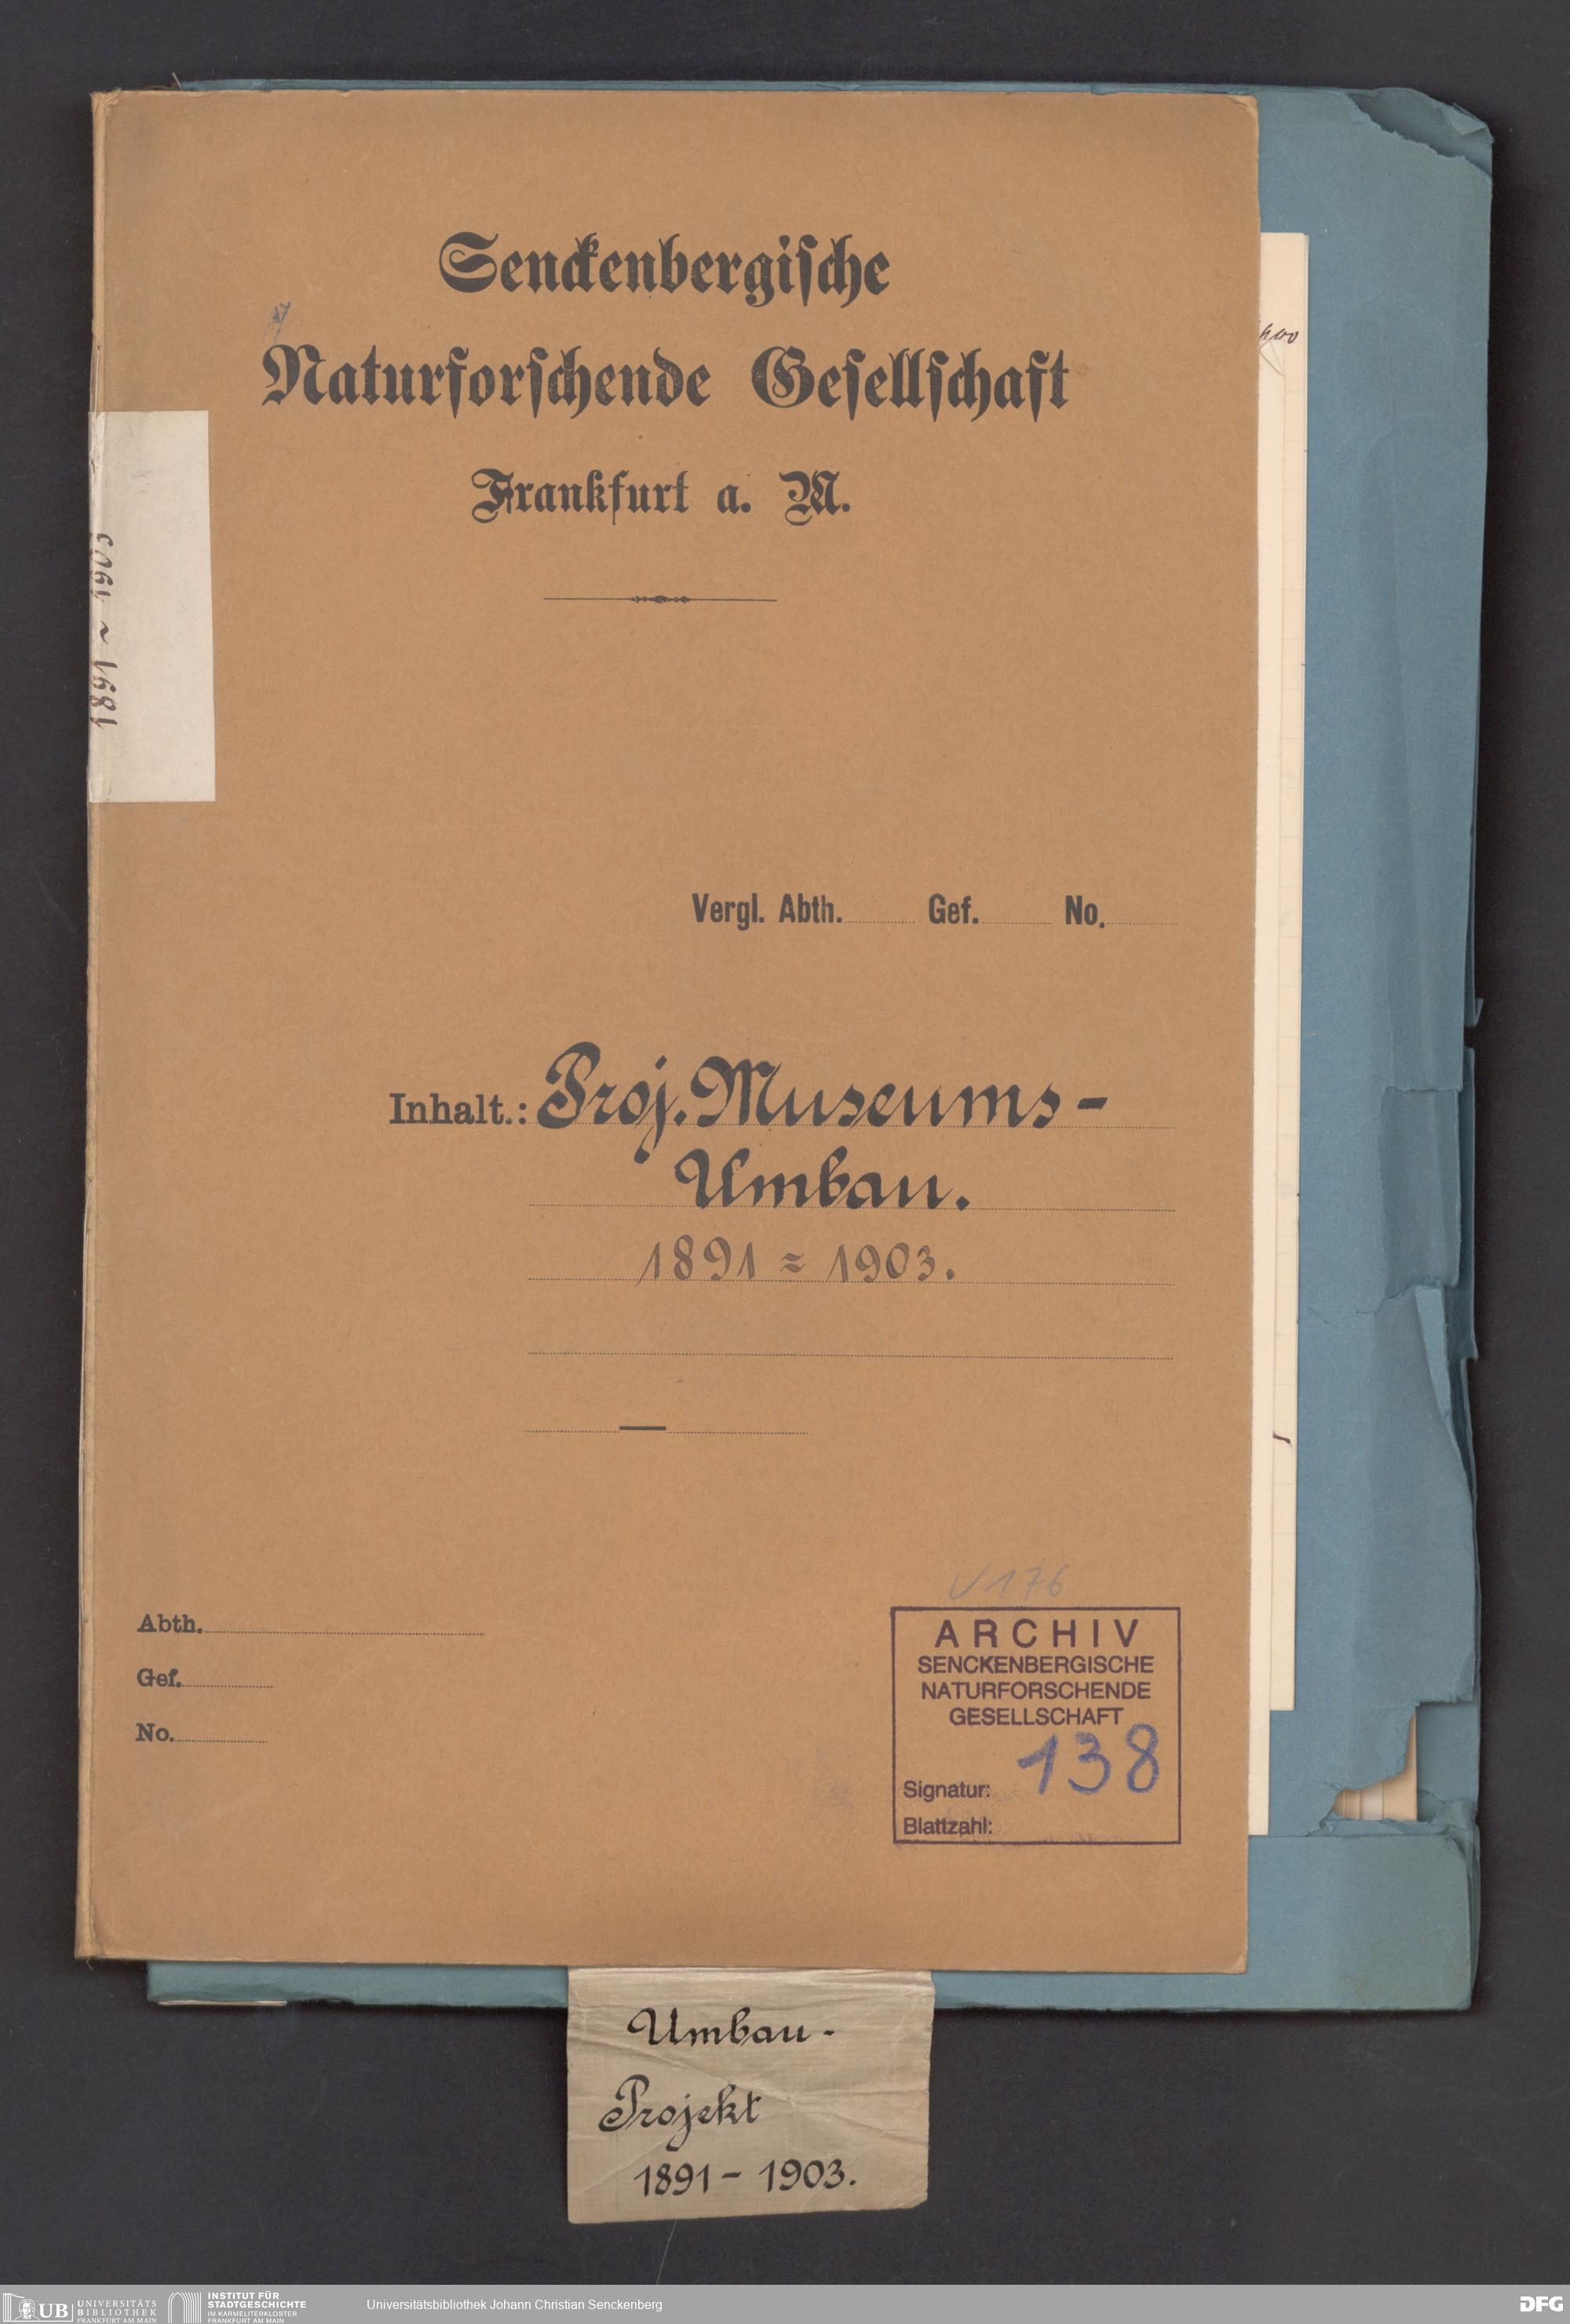 Senckenbergische
Naturforschende Gesellschaft
Frankfurt a. M.
1891 ~ 1903
Vergl. Abth. Gef. No.
Inhalt.: Proj. Museums-
Umbau.
1891 = 1903.
V 176
Abth.
Gef.
No.
ARCHIV
SENCKENBERGISCHE
NATURFORSCHENDE
GESELLSCHAFT
138
Signatur:
Blattzahl:
Umbau-
Projekt
1891 - 1903.
UB UNIVERSITÄTS
BIBLIOTHEK
FRANKFURT AM MAIN
INSTITUT FÜR
STADTGESCHICHTE
IM KARMELITERKLOSTER
FRANKFURT AM MAIN
Universitätsbibliothek Johann Christian Senckenberg
DFG